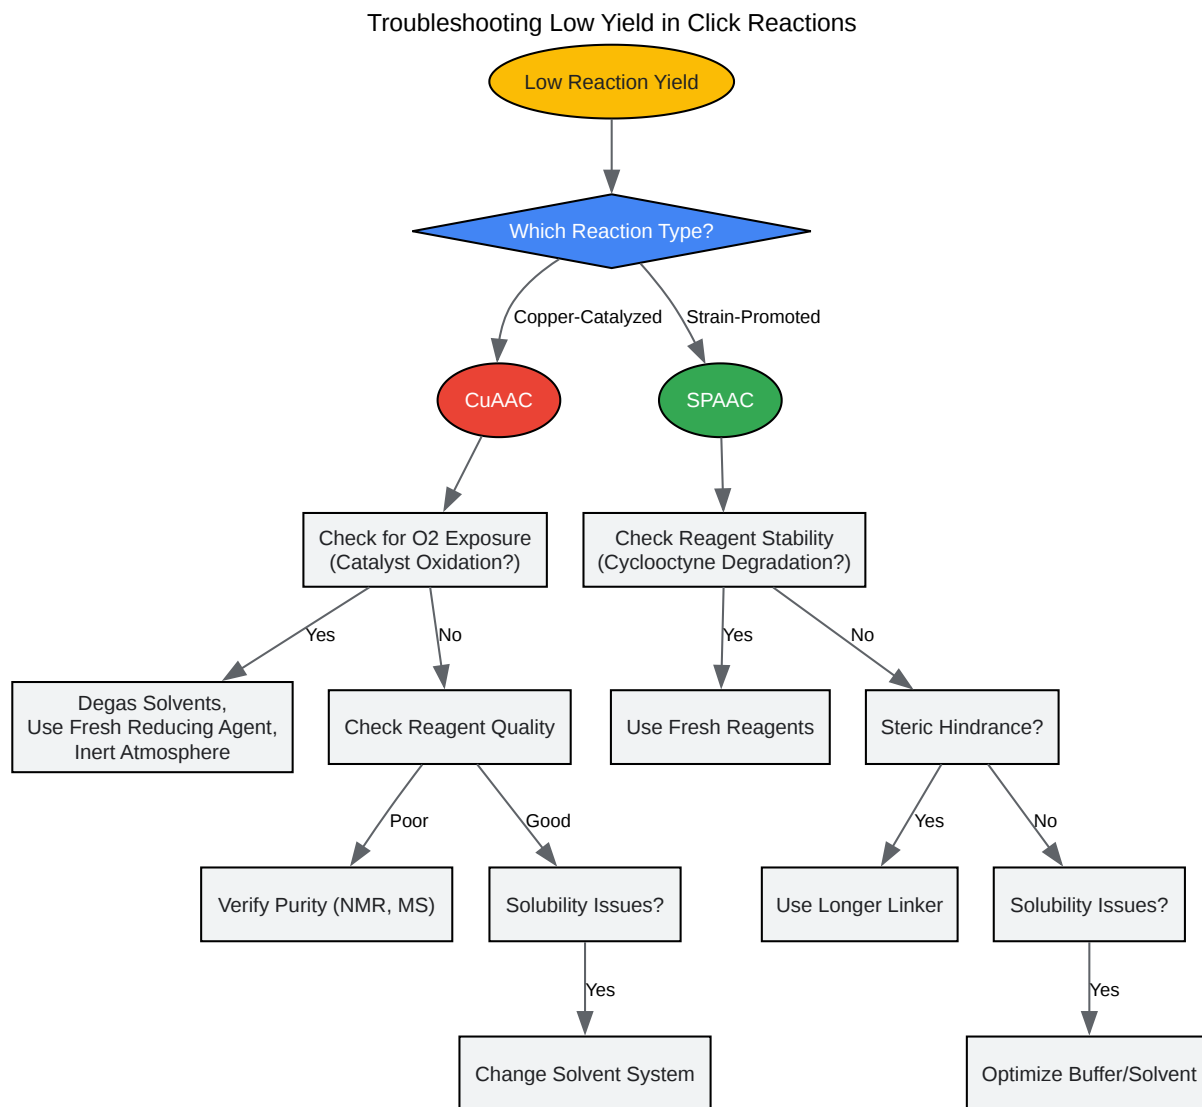 Troubleshooting Low Yield in Click Reactions
Low Reaction Yield
Which Reaction Type?
Copper-Catalyzed
Strain-Promoted
CuAAC
SPAAC
Check for O2 Exposure
(Catalyst Oxidation?)
Check Reagent Stability
(Cyclooctyne Degradation?)
Yes
No
Yes
No
Degas Solvents,
Use Fresh Reducing Agent,
Inert Atmosphere
Check Reagent Quality
Use Fresh Reagents
Steric Hindrance?
Poor
Good
Yes
No
Verify Purity (NMR, MS)
Solubility Issues?
Use Longer Linker
Solubility Issues?
Yes
Yes
Change Solvent System
Optimize Buffer/Solvent